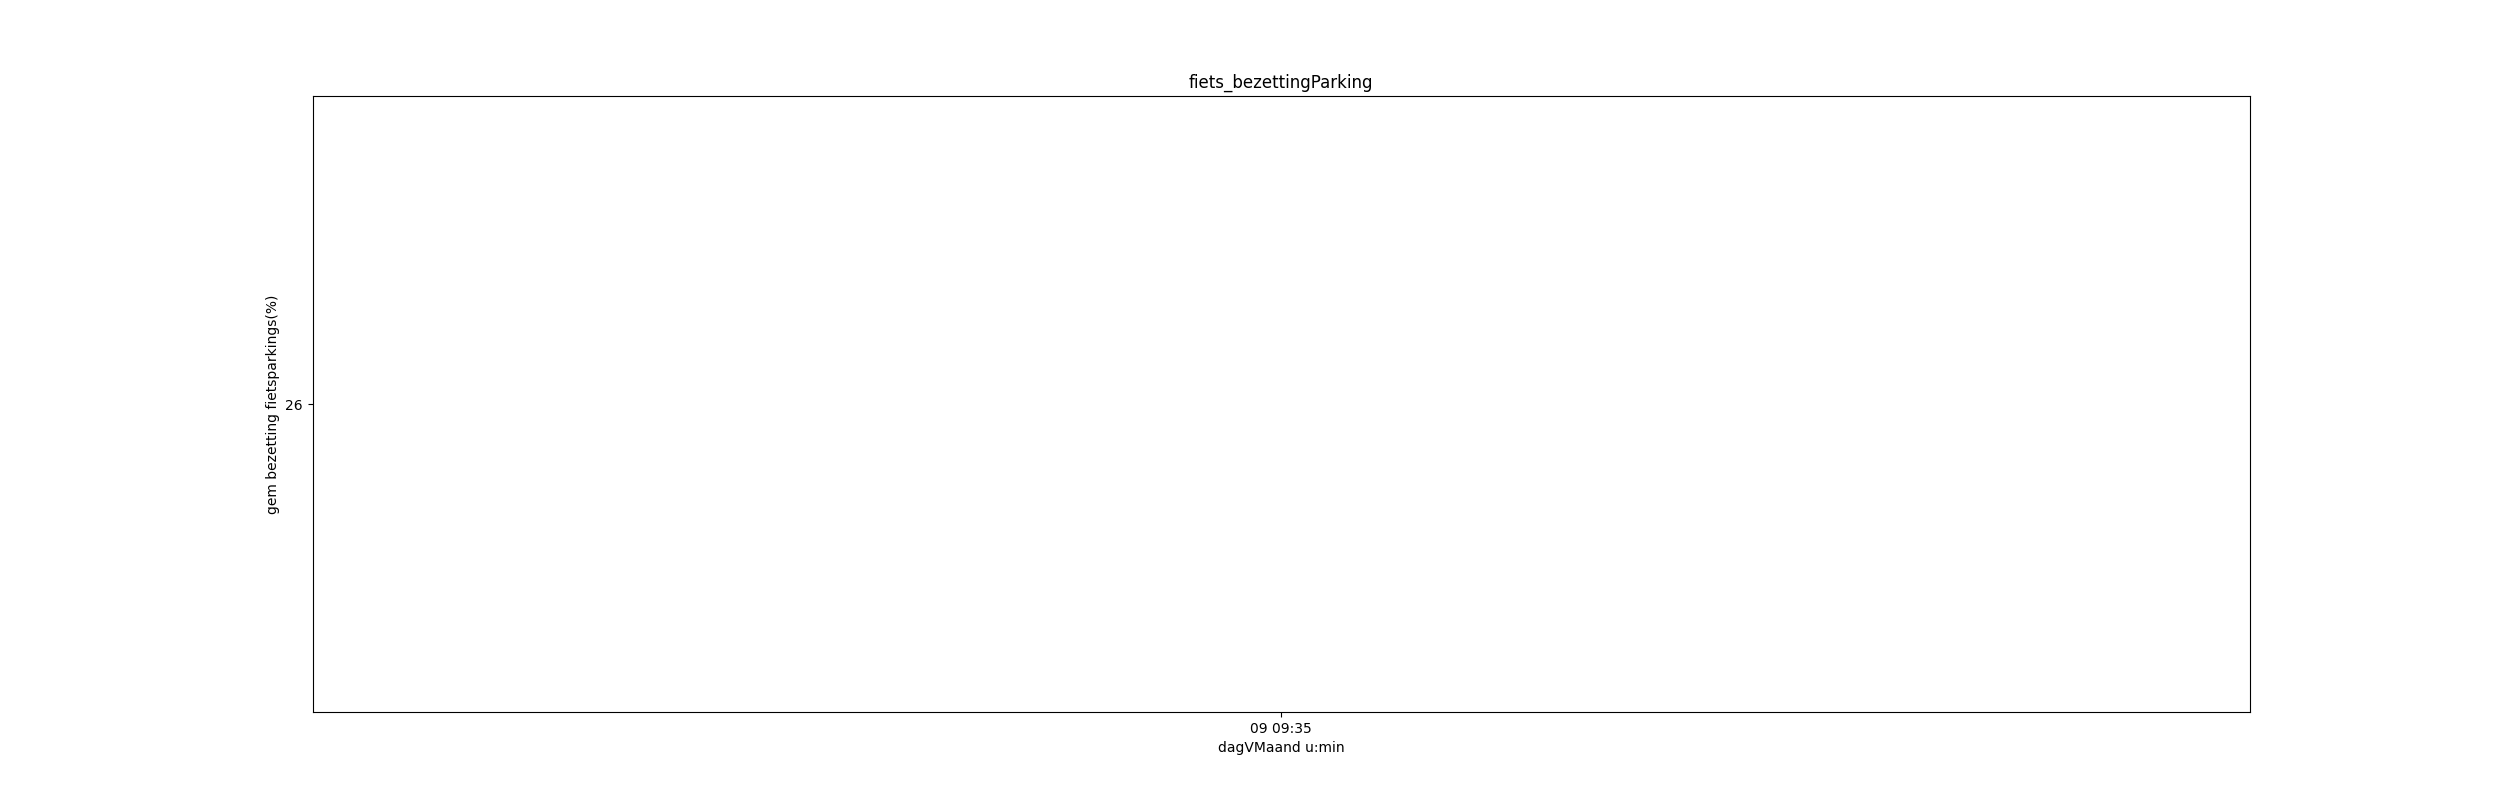 fiets_bezettingParking
gem bezetting fietsparkings(%)
26
09 09:35
dagVMaand u:min